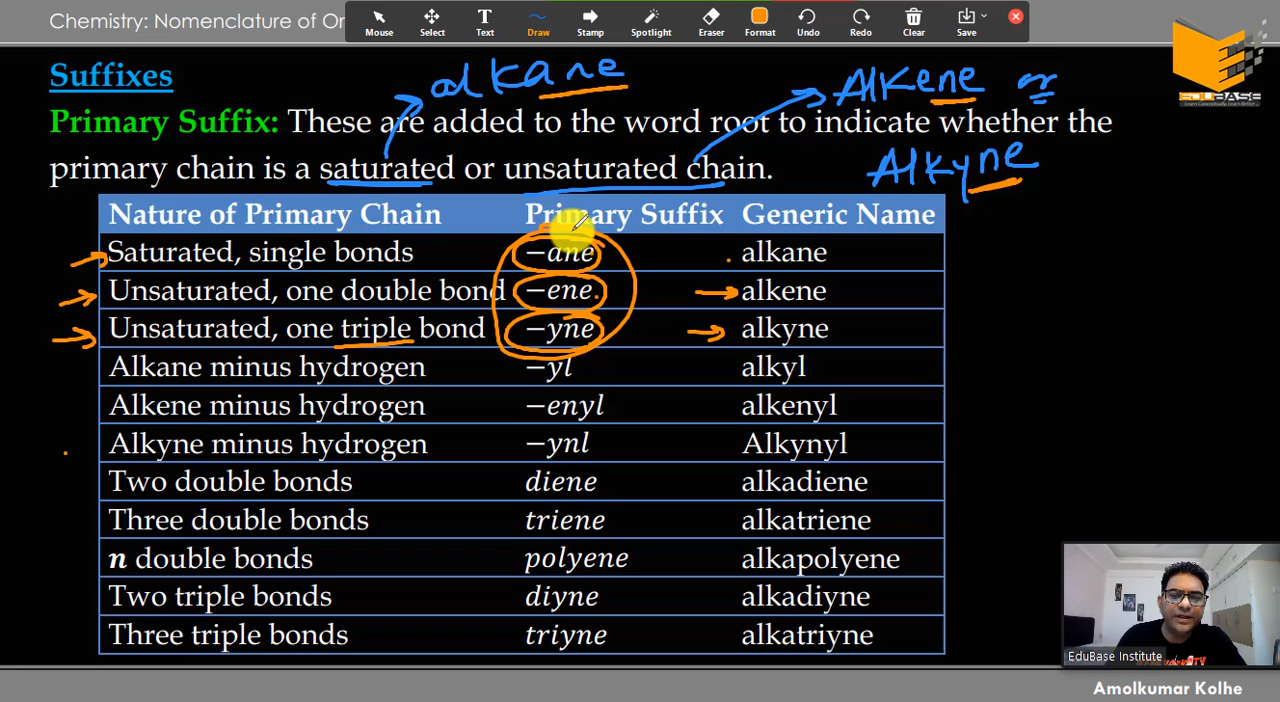 Chemistry: Nomenclature of Or
Mouse Select Text Draw Stamp Spotlight Eraser Format Undo Redo Clear Save
EDUBASE
Learn Conceptually..Learn Better...
Suffixes
alkane
Alkene or
Primary Suffix: These are added to the word root to indicate whether the
primary chain is a saturated or unsaturated chain.
Alkyne
Nature of Primary Chain Primary Suffix Generic Name
Saturated, single bonds −ane alkane
Unsaturated, one double bond −ene alkene
Unsaturated, one triple bond −yne alkyne
Alkane minus hydrogen −yl alkyl
Alkene minus hydrogen −enyl alkenyl
Alkyne minus hydrogen −ynl Alkynyl
Two double bonds diene alkadiene
Three double bonds triene alkatriene
n double bonds polyene alkapolyene
Two triple bonds diyne alkadiyne
Three triple bonds triyne alkatriyne
EduBase Institute
Amolkumar Kolhe